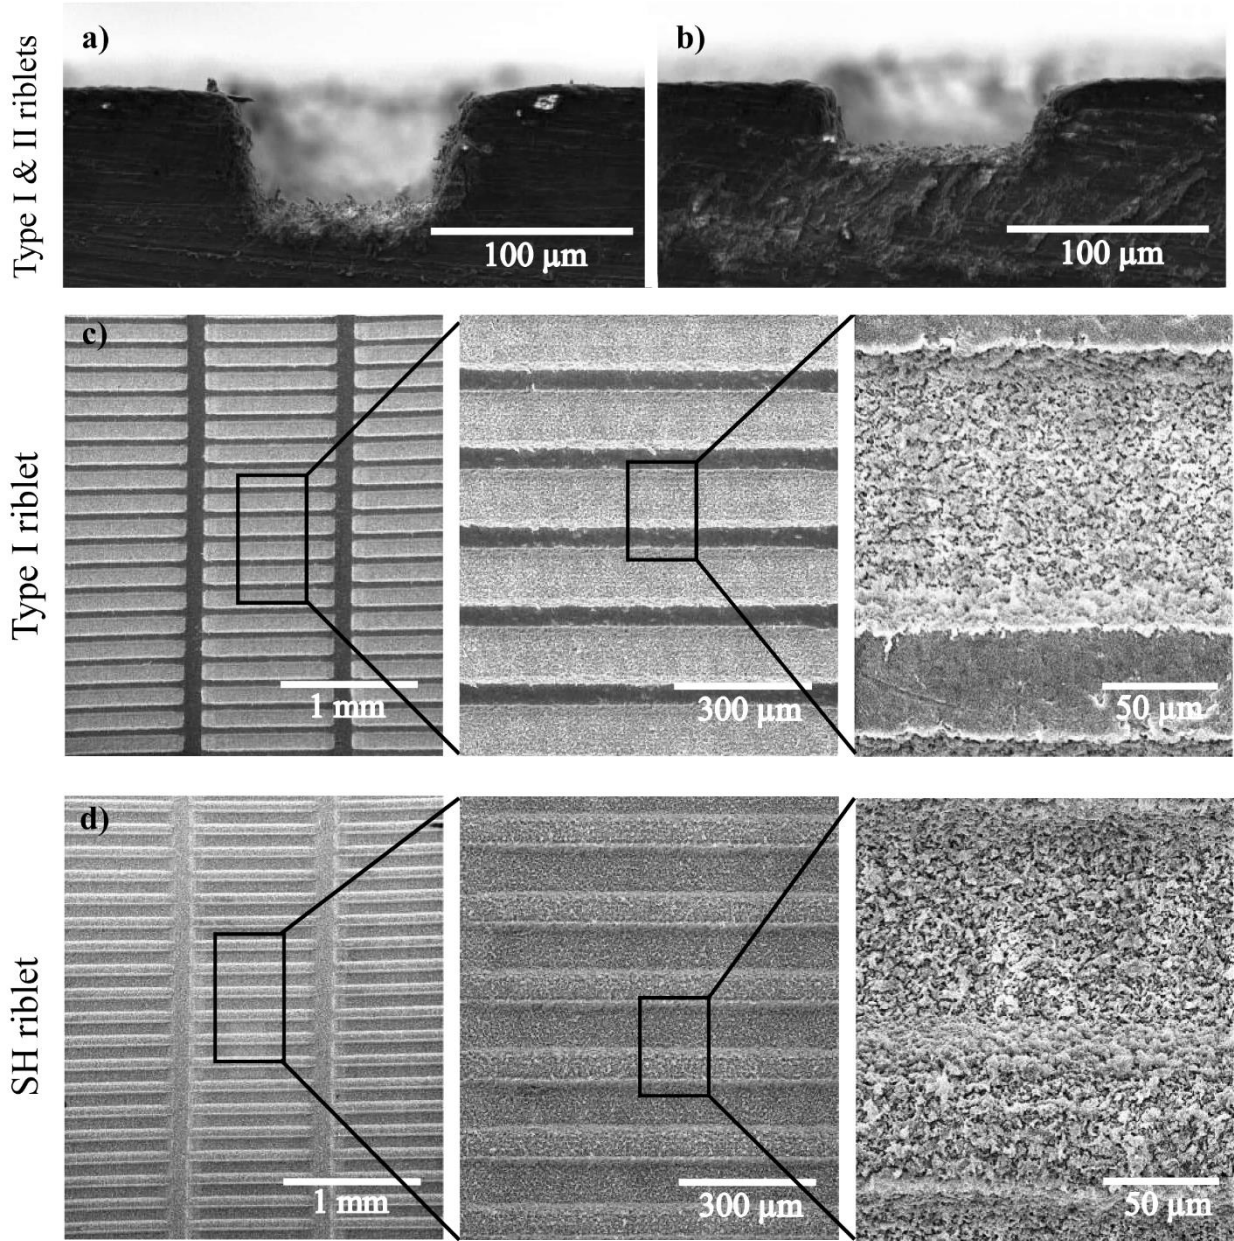 Type I & II riblets
a)
100 µm
b)
100 µm
Type I riblet
c)
1 mm
300 µm
50 µm
SH riblet
d)
1 mm
300 µm
50 µm